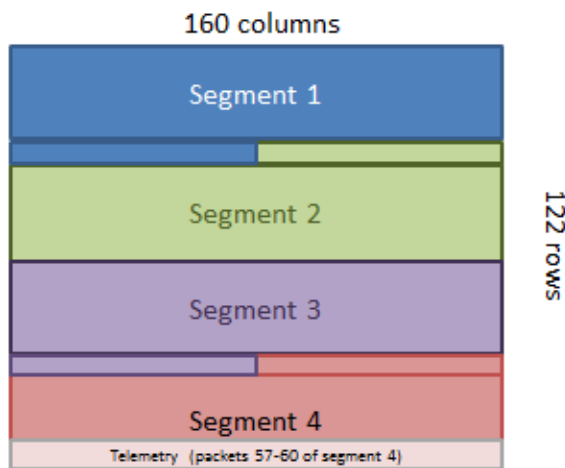 160 columns
Segment 1
Segment 2
122 rows
Segment 3
Segment 4
Telemetry (packets 57-60 of segment 4)